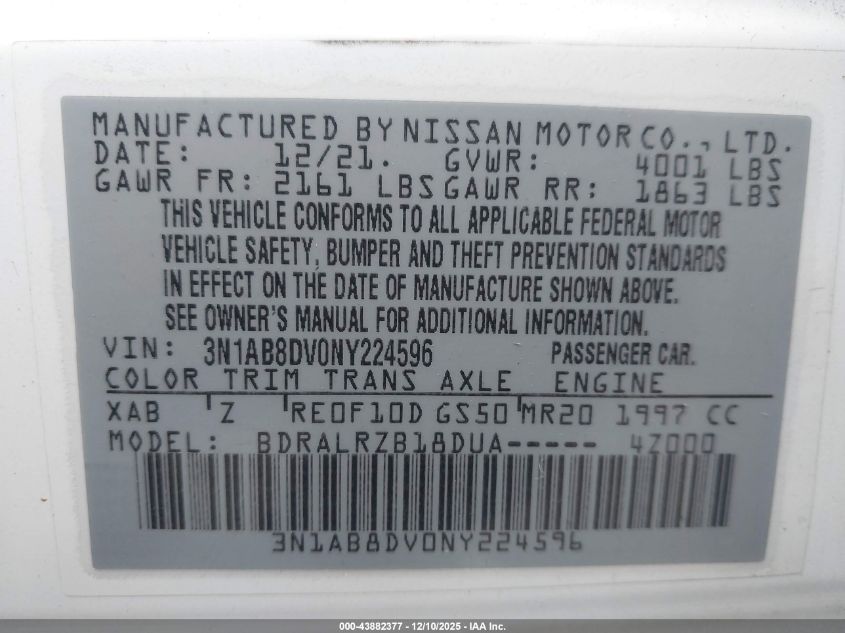 MANUFACTURED BY NISSAN MOTOR CO., LTD.
DATE: 12/21. GVWR: 4001 LBS
GAWR FR: 2161 LBS GAWR RR: 1863 LBS
THIS VEHICLE CONFORMS TO ALL APPLICABLE FEDERAL MOTOR
VEHICLE SAFETY, BUMPER AND THEFT PREVENTION STANDARDS
IN EFFECT ON THE DATE OF MANUFACTURE SHOWN ABOVE.
SEE OWNER'S MANUAL FOR ADDITIONAL INFORMATION.
VIN: 3N1AB8DV0NY224596 PASSENGER CAR.
COLOR TRIM TRANS AXLE ENGINE
XAB Z RE0F10D GS50 MR20 1997 CC
MODEL: BDRALRZB18DUA----- 4Z000
3N1AB8DV0NY224596
000-43882377 - 12/10/2025 - IAA Inc.